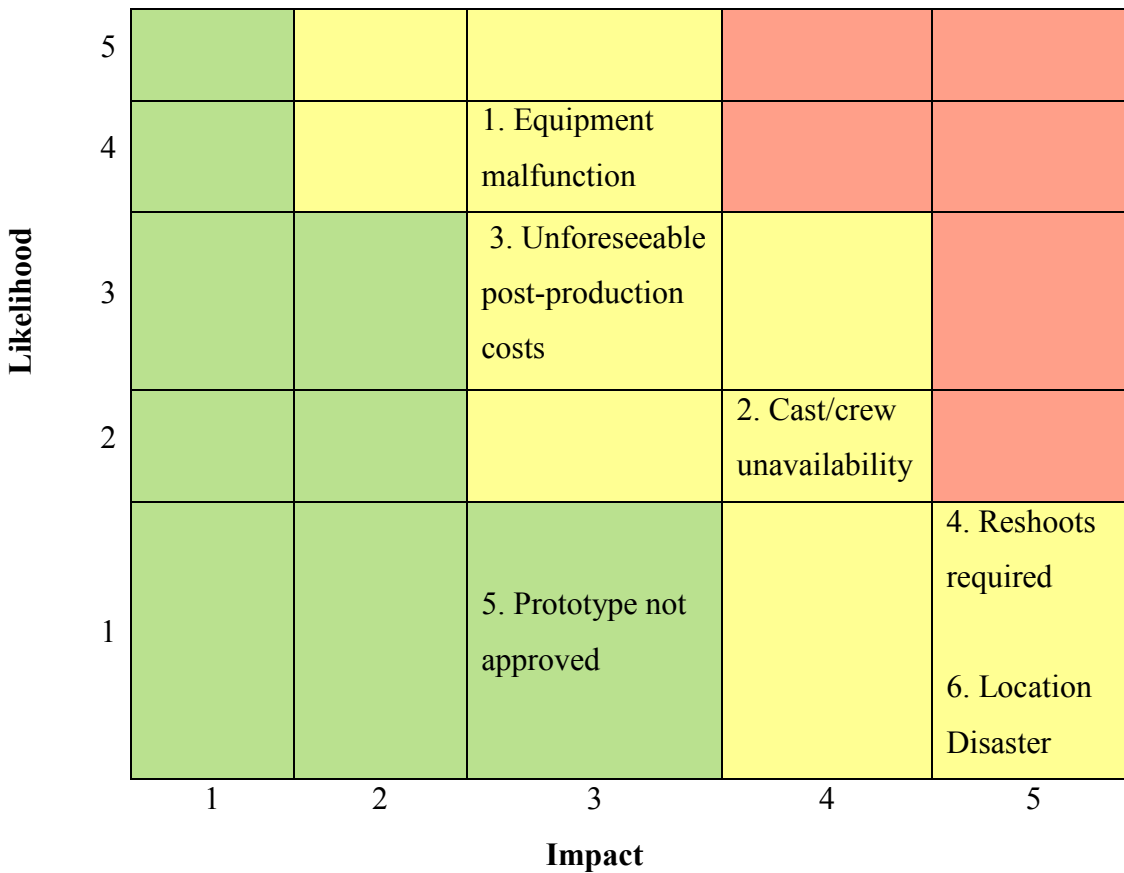 5
4
1. Equipment
malfunction
Likelihood
3
3. Unforeseeable
post-production
costs
2
2. Cast/crew
unavailability
1
5. Prototype not
approved
4. Reshoots
required
6. Location
Disaster
1 2 3 4 5
Impact